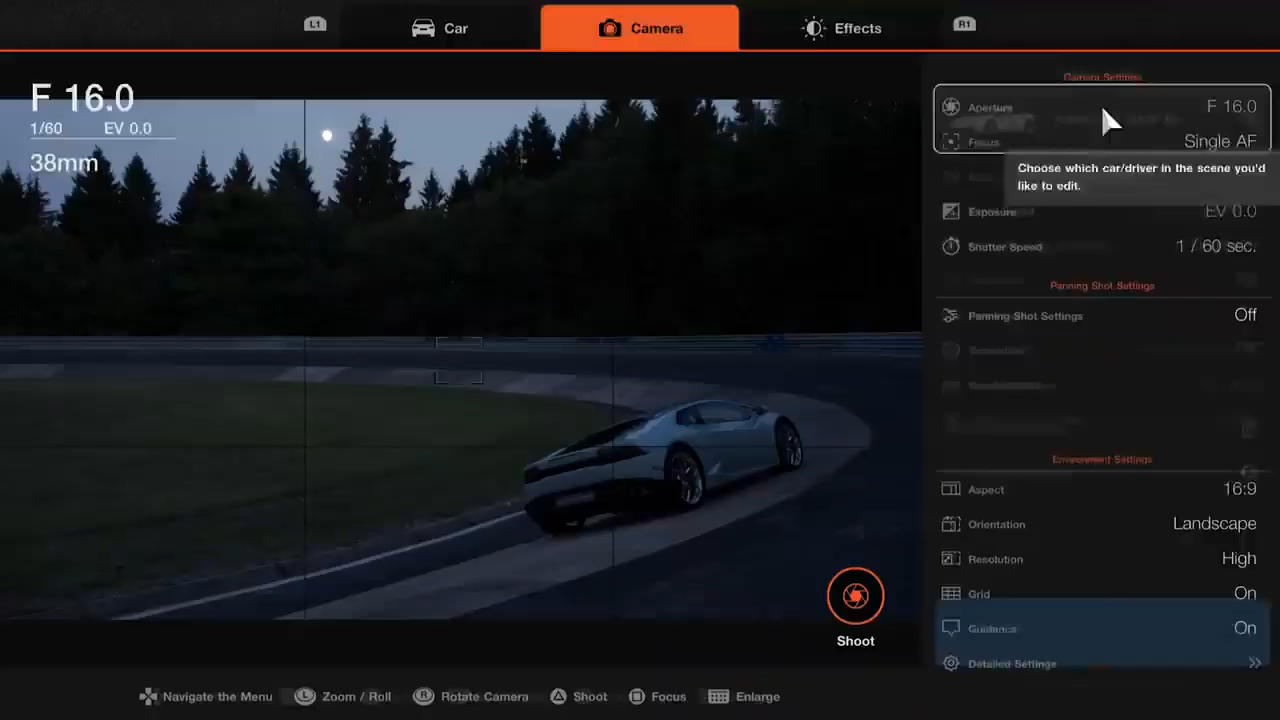 L1
Car
Camera
Effects
R1
F 16.0
1/60 EV 0.0
38mm
Camera Settings
Aperture F 16.0
Focus Single AF
Choose which car/driver in the scene you'd
like to edit.
Exposure EV 0.0
Shutter Speed 1 / 60 sec.
Panning Shot Settings
Panning Shot Settings Off
Environment Settings
Aspect 16:9
Orientation Landscape
Resolution High
Grid On
Guidance On
Detailed Settings
Shoot
Navigate the Menu L Zoom / Roll R Rotate Camera Shoot Focus Enlarge